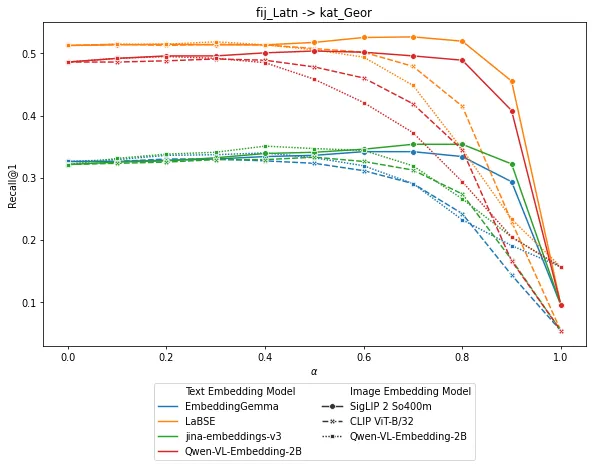 fij_Latn -> kat_Geor
Recall@1
0.5
0.4
0.3
0.2
0.1
0.0 0.2 0.4 0.6 0.8 1.0
α
Text Embedding Model
EmbeddingGemma
LaBSE
jina-embeddings-v3
Qwen-VL-Embedding-2B
Image Embedding Model
SigLIP 2 So400m
CLIP ViT-B/32
Qwen-VL-Embedding-2B